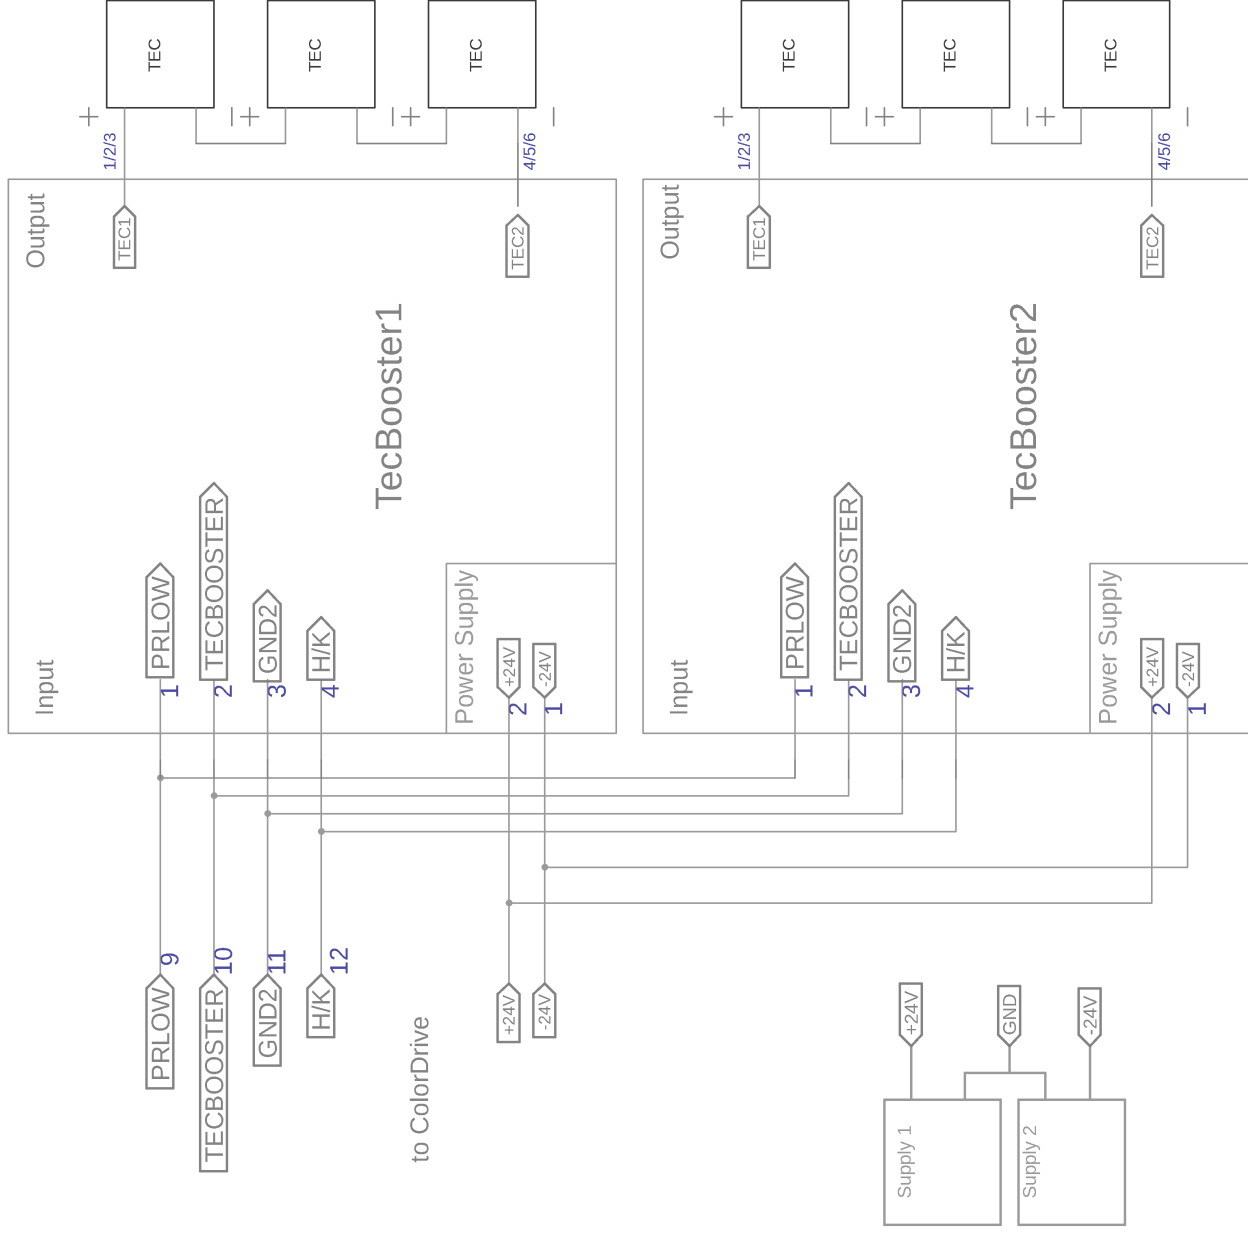 TEC
TEC
TEC
TEC
TEC
TEC
+
−
+
−
+
−
+
−
+
−
+
−
1/2/3
4/5/6
1/2/3
4/5/6
Output
TEC1
TEC2
Output
TEC1
TEC2
TecBooster1
TecBooster2
Input
PRLOW
1
TECBOOSTER
2
GND2
3
H/K
4
Power Supply
+24V
2
-24V
1
Input
PRLOW
1
TECBOOSTER
2
GND2
3
H/K
4
Power Supply
+24V
2
-24V
1
PRLOW
9
TECBOOSTER
10
GND2
11
H/K
12
to ColorDrive
+24V
-24V
+24V
GND
-24V
Supply 1
Supply 2